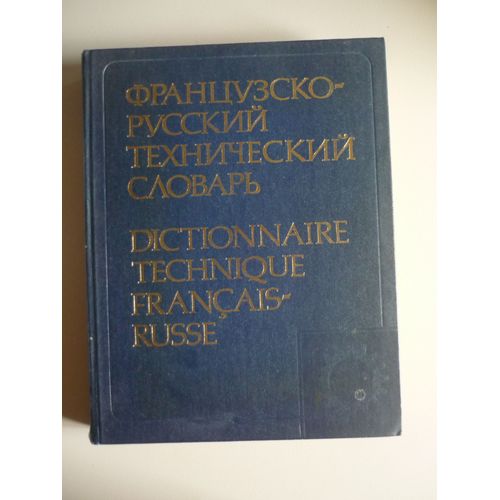 ФРАНЦУЗСКО-
РУССКИЙ
ТЕХНИЧЕСКИЙ
СЛОВАРЬ
DICTIONNAIRE
TECHNIQUE
FRANÇAIS-
RUSSE